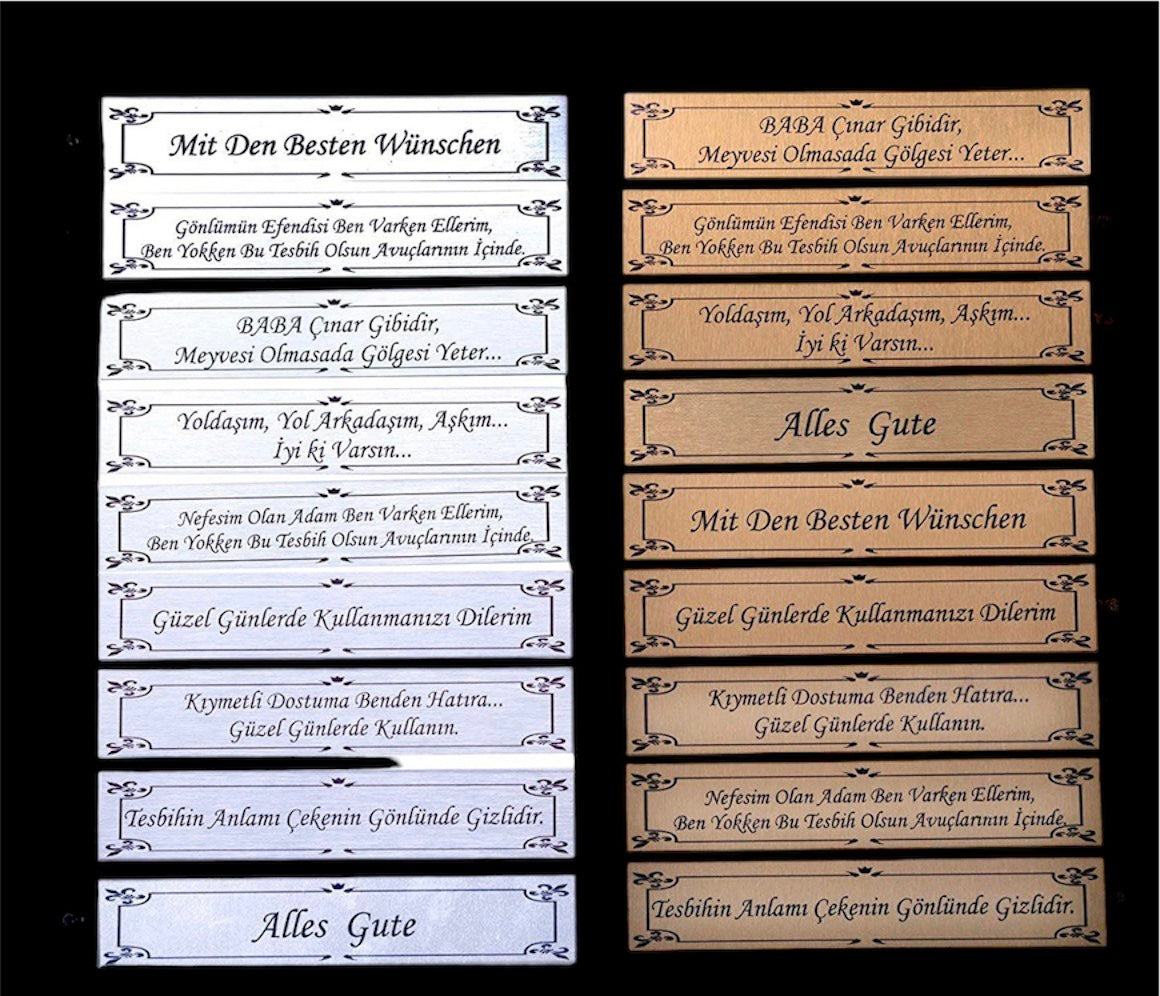 Mit Den Besten Wünschen
Gönlümün Efendisi Ben Varken Ellerim,
Ben Yokken Bu Tesbih Olsun Avuçlarının İçinde.
BABA Çınar Gibidir,
Meyvesi Olmasada Gölgesi Yeter...
Yoldaşım, Yol Arkadaşım, Aşkım...
İyi ki Varsın...
Nefesim Olan Adam Ben Varken Ellerim,
Ben Yokken Bu Tesbih Olsun Avuçlarının İçinde.
Güzel Günlerde Kullanmanızı Dilerim
Kıymetli Dostuma Benden Hatıra...
Güzel Günlerde Kullanın.
Tesbihin Anlamı Çekenin Gönlünde Gizlidir.
Alles Gute
BABA Çınar Gibidir,
Meyvesi Olmasada Gölgesi Yeter...
Gönlümün Efendisi Ben Varken Ellerim,
Ben Yokken Bu Tesbih Olsun Avuçlarının İçinde.
Yoldaşım, Yol Arkadaşım, Aşkım...
İyi ki Varsın...
Alles Gute
Mit Den Besten Wünschen
Güzel Günlerde Kullanmanızı Dilerim
Kıymetli Dostuma Benden Hatıra...
Güzel Günlerde Kullanın.
Nefesim Olan Adam Ben Varken Ellerim,
Ben Yokken Bu Tesbih Olsun Avuçlarının İçinde.
Tesbihin Anlamı Çekenin Gönlünde Gizlidir.